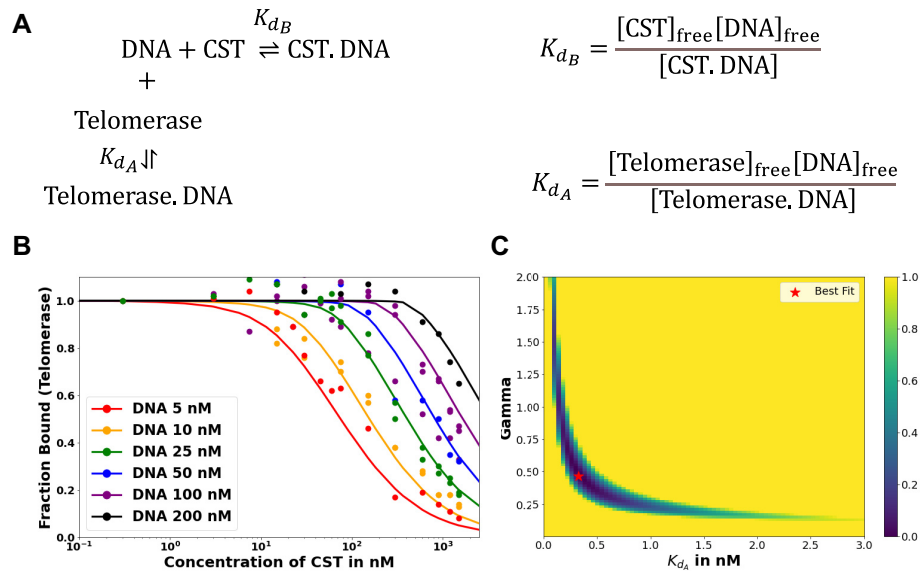 A
K_{d_B}
DNA + CST ⇌ CST. DNA
+
Telomerase
K_{d_A} ⇌
Telomerase. DNA
K_{d_B} = [CST]_{free}[DNA]_{free} / [CST. DNA]
K_{d_A} = [Telomerase]_{free}[DNA]_{free} / [Telomerase. DNA]
B
Fraction Bound (Telomerase)
1.0
0.8
0.6
0.4
0.2
0.0
DNA 5 nM
DNA 10 nM
DNA 25 nM
DNA 50 nM
DNA 100 nM
DNA 200 nM
10^{−1} 10^{0} 10^{1} 10^{2} 10^{3}
Concentration of CST in nM
C
Gamma
2.00
1.75
1.50
1.25
1.00
0.75
0.50
0.25
Best Fit
0.0 0.5 1.0 1.5 2.0 2.5 3.0
K_{d_A} in nM
1.0
0.8
0.6
0.4
0.2
0.0